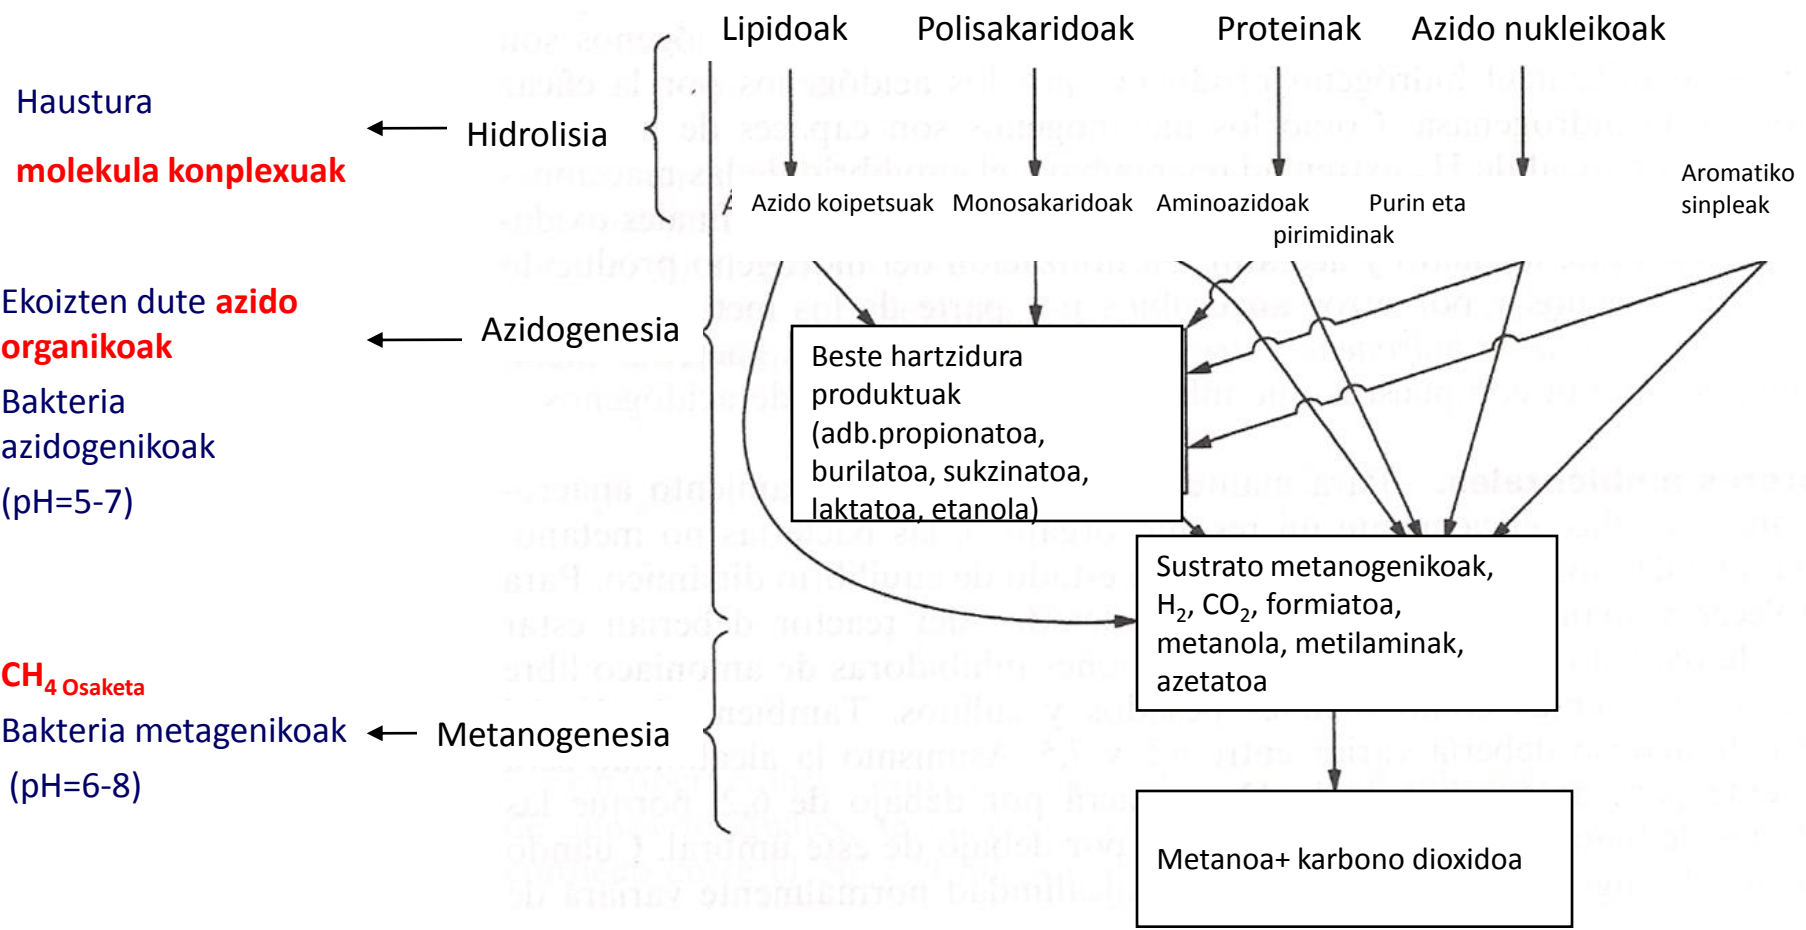 Lipidoak Polisakaridoak Proteinak Azido nukleikoak
Haustura
molekula konplexuak
Hidrolisia
Azido koipetsuak Monosakaridoak Aminoazidoak Purin eta
pirimidinak
Aromatiko
sinpleak
Ekoizten dute azido
organikoak
Bakteria
azidogenikoak
(pH=5-7)
Azidogenesia
Beste hartzidura
produktuak
(adb.propionatoa,
burilatoa, sukzinatoa,
laktatoa, etanola)
Sustrato metanogenikoak,
H₂, CO₂, formiatoa,
metanola, metilaminak,
azetatoa
CH₄ Osaketa
Bakteria metagenikoak
(pH=6-8)
Metanogenesia
Metanoa+ karbono dioxidoa